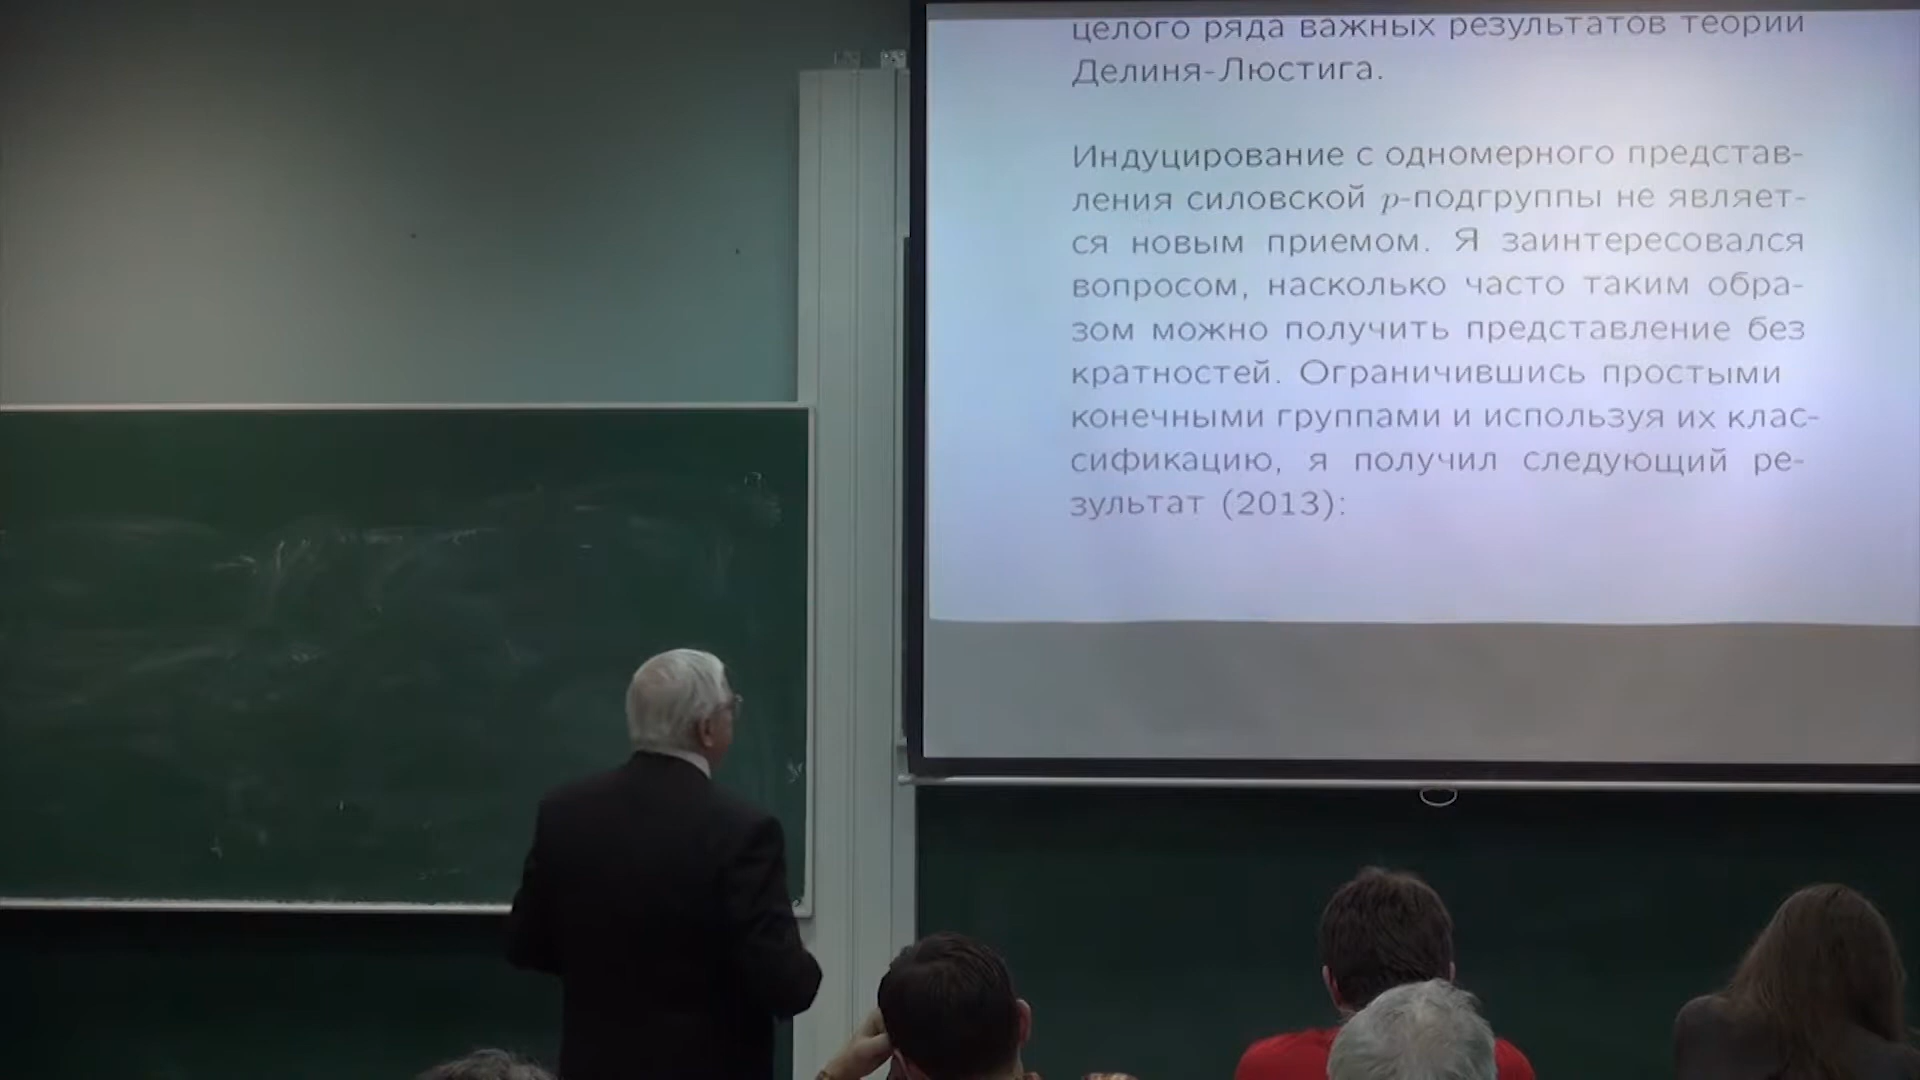 целого ряда важных результатов теории
Делиня-Люстига.
Индуцирование с одномерного представ-
ления силовской p-подгруппы не являет-
ся новым приемом. Я заинтересовался
вопросом, насколько часто таким обра-
зом можно получить представление без
кратностей. Ограничившись простыми
конечными группами и используя их клас-
сификацию, я получил следующий ре-
зультат (2013):